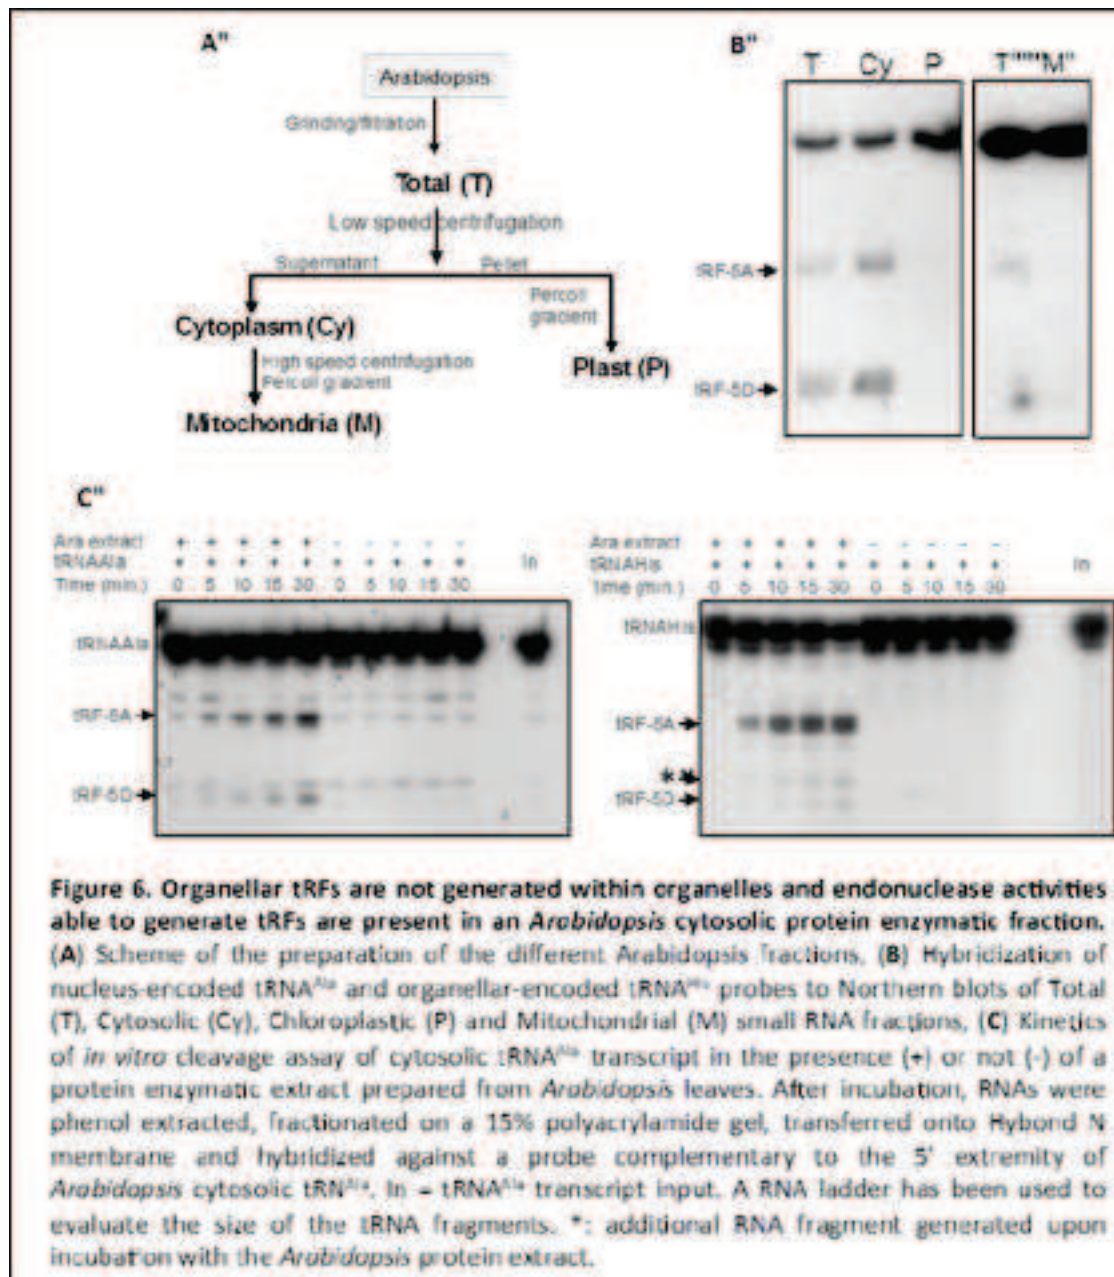 A" B"
T Cy P T""""M"
Arabidopsis
Grinding/filtration
Total (T)
Low speed centrifugation
Supernatant Pellet
Percoll
gradient
Cytoplasm (Cy)
High speed centrifugation
Percoll gradient
Plast (P)
Mitochondria (M)
tRF-5A
tRF-5D
C"
Ara extract + + + + + - - - - -
tRNAAla + + + + + + + + + + In
Time (min.) 0 5 10 15 30 0 5 10 15 30
tRNAAla
tRF-5A
tRF-5D
Ara extract + + + + + - - - - -
tRNAHis + + + + + + + + + + In
Time (min.) 0 5 10 15 30 0 5 10 15 30
tRNAHis
tRF-5A
**
tRF-5D
Figure 6. Organellar tRFs are not generated within organelles and endonuclease activities
able to generate tRFs are present in an Arabidopsis cytosolic protein enzymatic fraction.
(A) Scheme of the preparation of the different Arabidopsis fractions, (B) Hybridization of
nucleus-encoded tRNAAla and organellar-encoded tRNAHis probes to Northern blots of Total
(T), Cytosolic (Cy), Chloroplastic (P) and Mitochondrial (M) small RNA fractions, (C) Kinetics
of in vitro cleavage assay of cytosolic tRNAAla transcript in the presence (+) or not (-) of a
protein enzymatic extract prepared from Arabidopsis leaves. After incubation, RNAs were
phenol extracted, fractionated on a 15% polyacrylamide gel, transferred onto Hybond N
membrane and hybridized against a probe complementary to the 5' extremity of
Arabidopsis cytosolic tRNAla. In = tRNAAla transcript input. A RNA ladder has been used to
evaluate the size of the tRNA fragments. *: additional RNA fragment generated upon
incubation with the Arabidopsis protein extract.